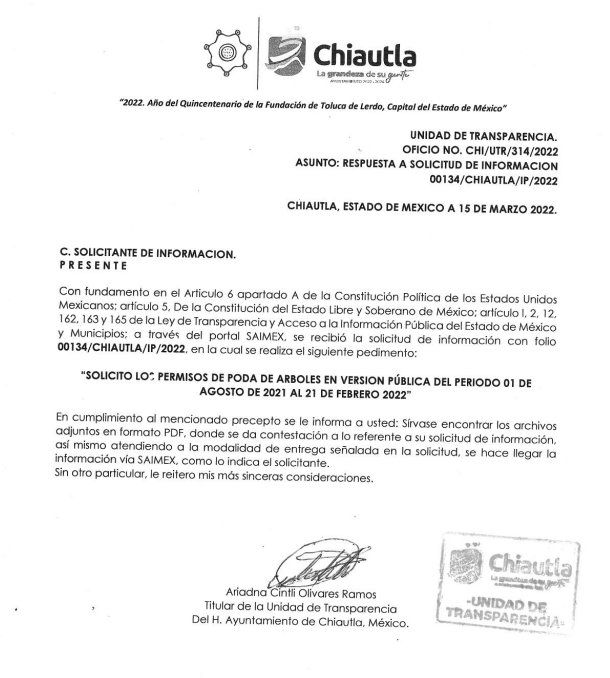 Chiautla
La grandeza de su gente
AYUNTAMIENTO 2022 - 2024
"2022. Año del Quincentenario de la Fundación de Toluca de Lerdo, Capital del Estado de México"
UNIDAD DE TRANSPARENCIA.
OFICIO NO. CHI/UTR/314/2022
ASUNTO: RESPUESTA A SOLICITUD DE INFORMACION
00134/CHIAUTLA/IP/2022
CHIAUTLA, ESTADO DE MEXICO A 15 DE MARZO 2022.
C. SOLICITANTE DE INFORMACION.
P R E S E N T E
Con fundamento en el Articulo 6 apartado A de la Constitución Política de los Estados Unidos
Mexicanos; artículo 5, De la Constitución del Estado Libre y Soberano de México; artículo I, 2, 12,
162, 163 y 165 de la Ley de Transparencia y Acceso a la Información Pública del Estado de México
y Municipios; a través del portal SAIMEX, se recibió la solicitud de información con folio
00134/CHIAUTLA/IP/2022, en la cual se realiza el siguiente pedimento:
"SOLICITO LOS PERMISOS DE PODA DE ARBOLES EN VERSION PÚBLICA DEL PERIODO 01 DE
AGOSTO DE 2021 AL 21 DE FEBRERO 2022"
En cumplimiento al mencionado precepto se le informa a usted: Sírvase encontrar los archivos
adjuntos en formato PDF, donde se da contestación a lo referente a su solicitud de información,
así mismo atendiendo a la modalidad de entrega señalada en la solicitud, se hace llegar la
información vía SAIMEX, como lo indica el solicitante.
Sin otro particular, le reitero mis más sinceras consideraciones.
Ariadna Cintli Olivares Ramos
Titular de la Unidad de Transparencia
Del H. Ayuntamiento de Chiautla, México.
Chiautla
La grandeza de su gente
-UNIDAD DE
TRANSPARENCIA-